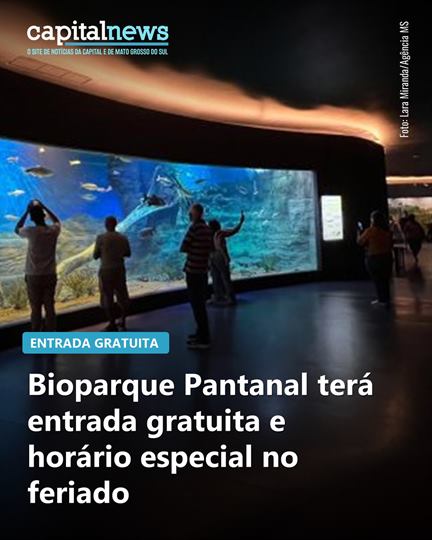 capitalnews
O SITE DE NOTÍCIAS DA CAPITAL E DE MATO GROSSO DO SUL
Foto: Lara Miranda/Agência MS
ENTRADA GRATUITA
Bioparque Pantanal terá
entrada gratuita e
horário especial no
feriado